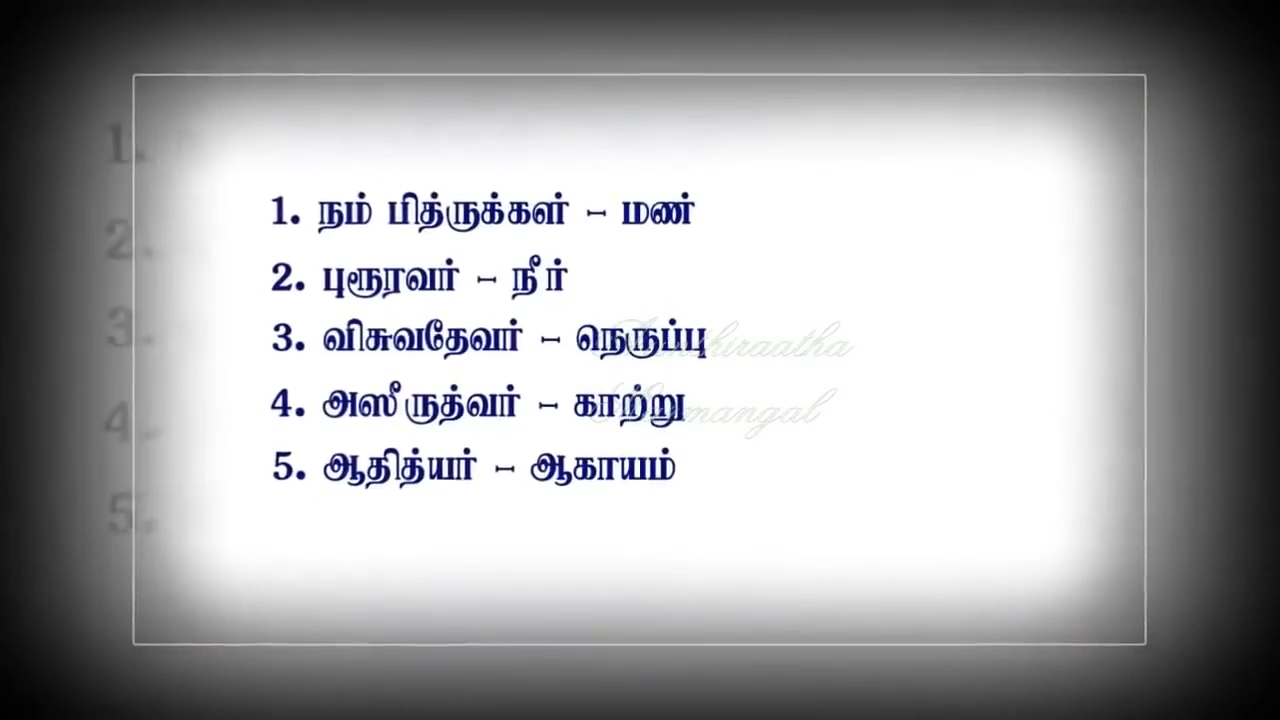 1. நம் பித்ருக்கள் - மண்
2. புரூரவர் - நீர்
3. விசுவதேவர் - நெருப்பு
4. அஸீருத்வர் - காற்று
5. ஆதித்யர் - ஆகாயம்